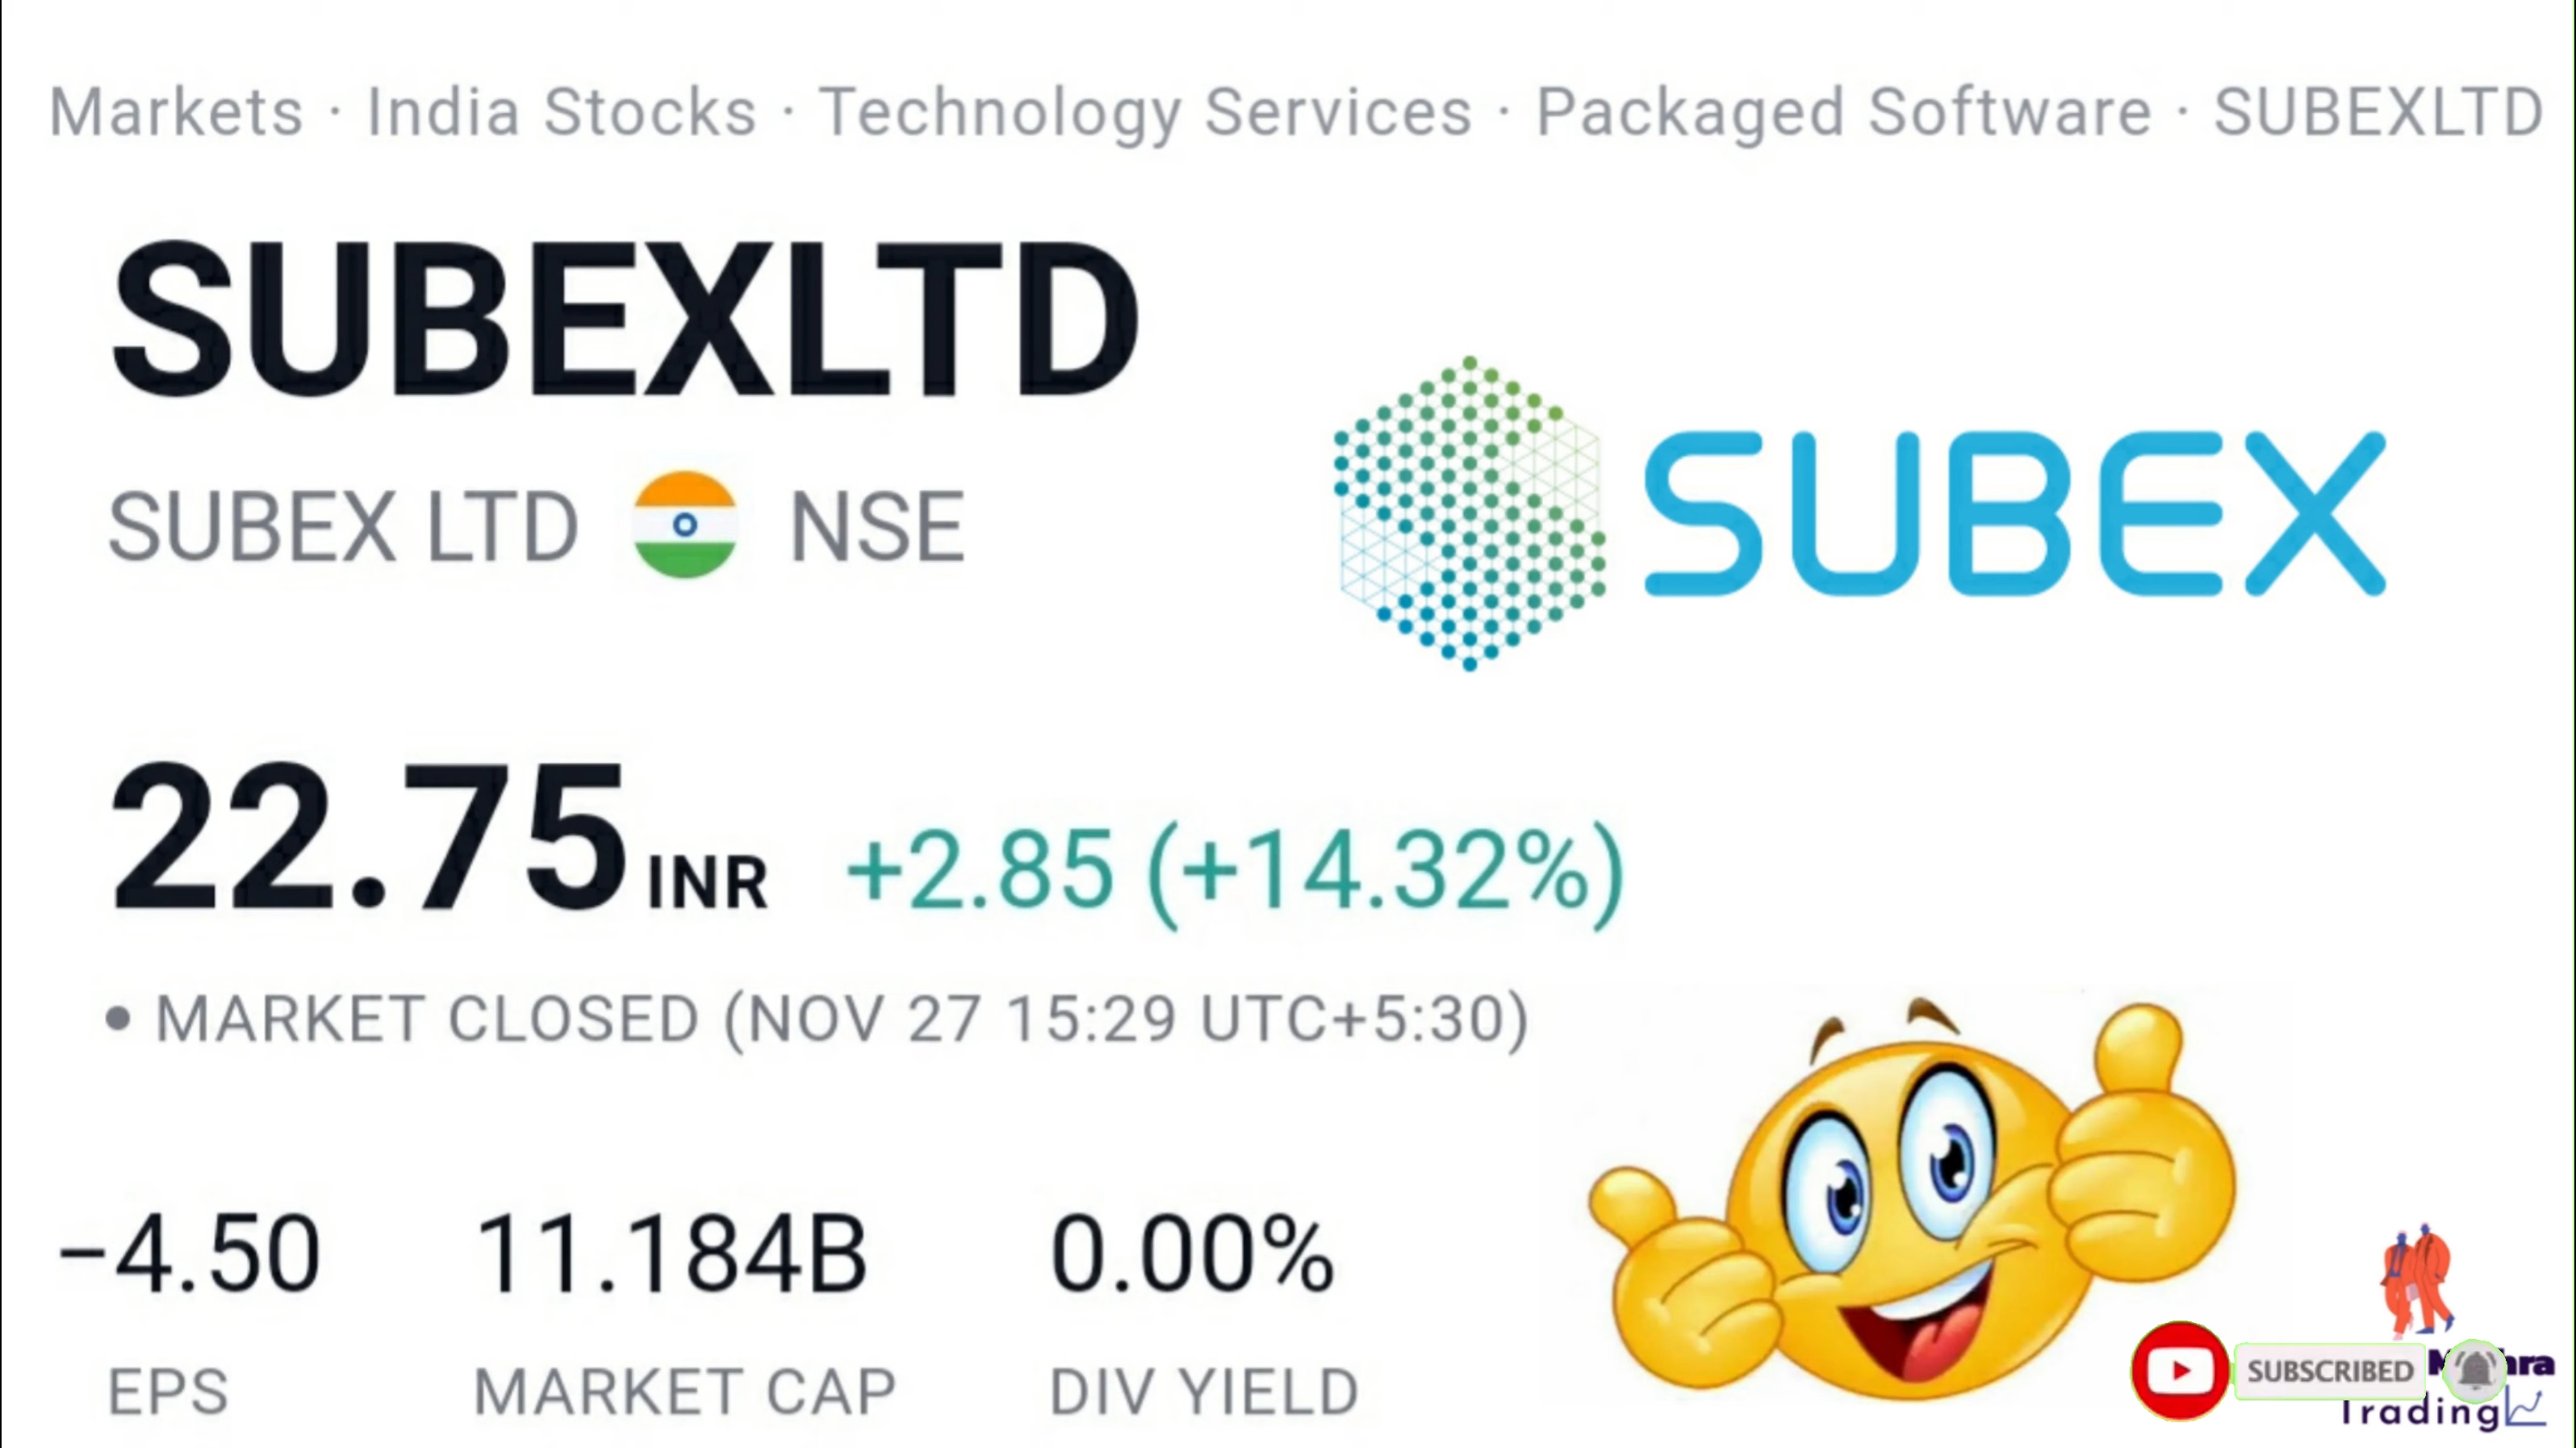 Markets · India Stocks · Technology Services · Packaged Software · SUBEXLTD
SUBEXLTD
SUBEX LTD NSE
SUBEX
22.75 INR +2.85 (+14.32%)
• MARKET CLOSED (NOV 27 15:29 UTC+5:30)
−4.50 11.184B 0.00%
EPS MARKET CAP DIV YIELD
SUBSCRIBED
Trading